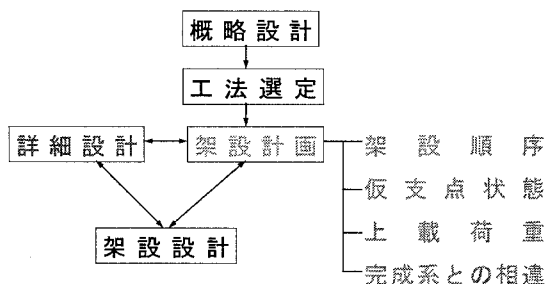 概略設計
工法選定
詳細設計
架設計画
架設順序
仮支点状態
上載荷重
完成系との相違
架設設計